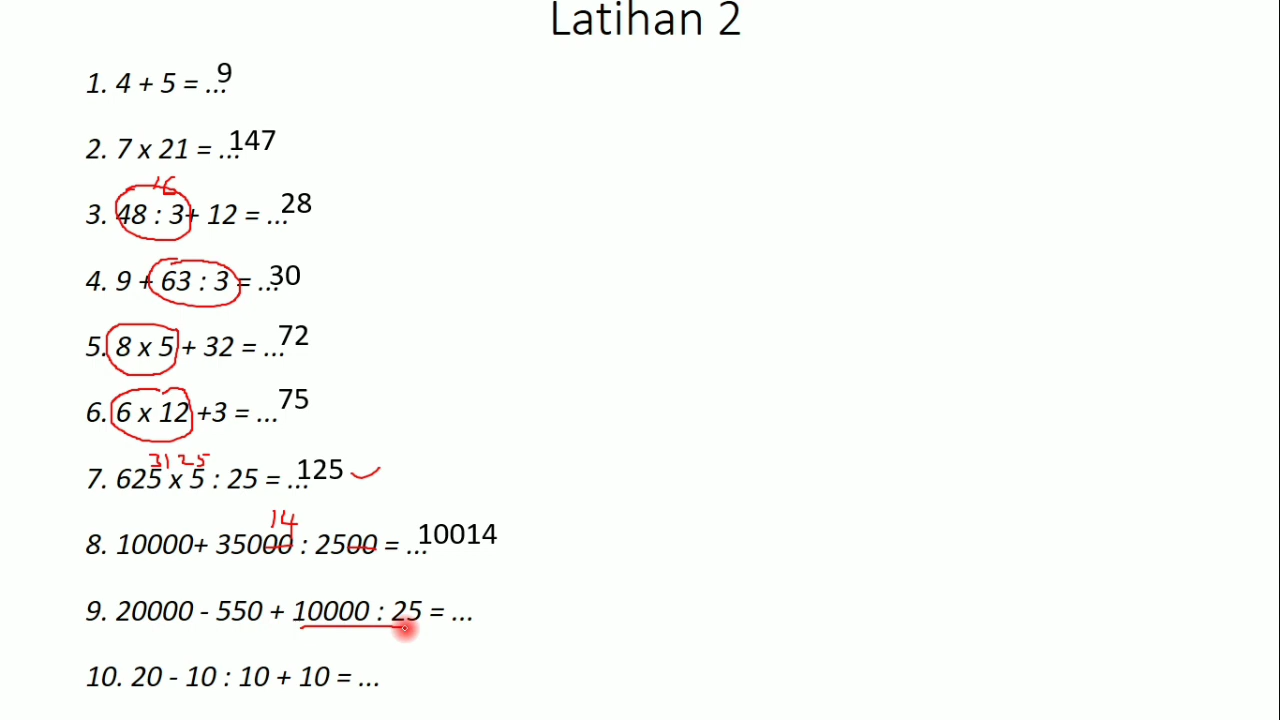 Latihan 2
1. 4 + 5 = ...9
2. 7 x 21 = ...147
16
3. 48 : 3+ 12 = ...28
4. 9 + 63 : 3 = ...30
5. 8 x 5 + 32 = ...72
6. 6 x 12 +3 = ...75
3125
7. 625 x 5 : 25 = ...125
14
8. 10000+ 35000 : 2500 = ...10014
9. 20000 - 550 + 10000 : 25 = ...
10. 20 - 10 : 10 + 10 = ...